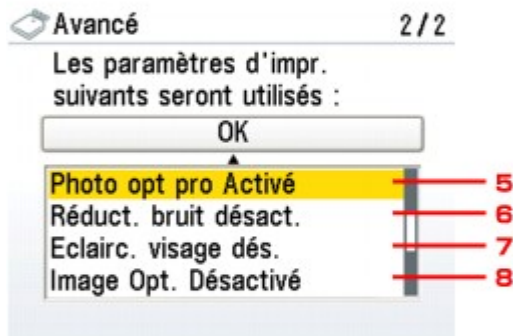 Avancé 2/2
Les paramètres d'impr.
suivants seront utilisés :
OK
Photo opt pro Activé 5
Réduct. bruit désact. 6
Eclairc. visage dés. 7
Image Opt. Désactivé 8